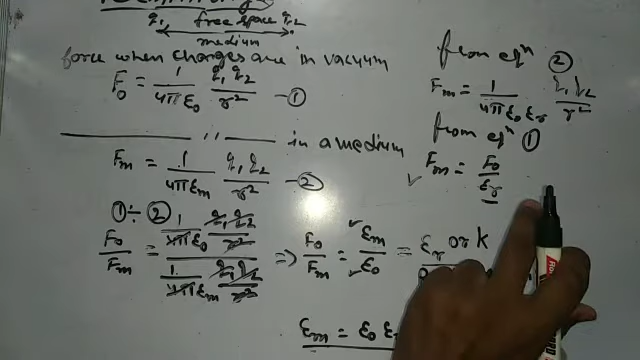 q₁ free space q₂
medium
force when charges are in vacuum
F₀ = 1/4πε₀ q₁q₂/r² —①
——— " ——— in a medium
Fₘ = 1/4πεₘ q₁q₂/r² —②
① ÷ ②
F₀/Fₘ = (1/4πε₀ q₁q₂/r²)/(1/4πεₘ q₁q₂/r²) ⇒ F₀/Fₘ = εₘ/ε₀ = εᵣ or k
εₘ = ε₀ εᵣ
from eqⁿ ②
Fₘ = 1/4πε₀εᵣ q₁q₂/r²
from eqⁿ ①
Fₘ = F₀/εᵣ